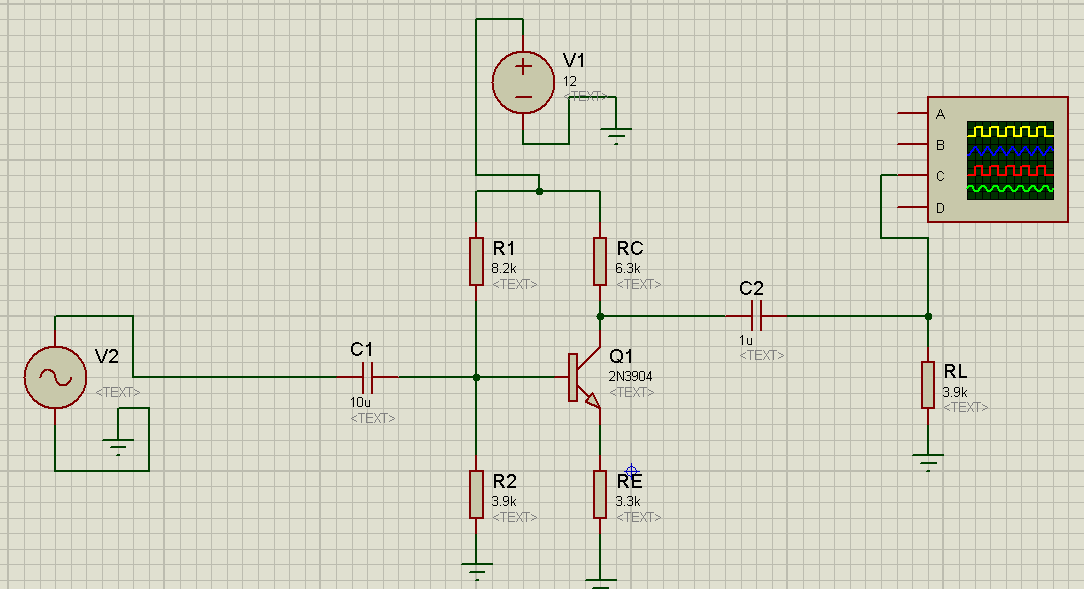 V1
12
<TEXT>
A
B
C
D
R1
8.2k
<TEXT>
RC
6.3k
<TEXT>
C2
1u
<TEXT>
V2
<TEXT>
C1
10u
<TEXT>
Q1
2N3904
<TEXT>
RL
3.9k
<TEXT>
R2
3.9k
<TEXT>
RE
3.3k
<TEXT>